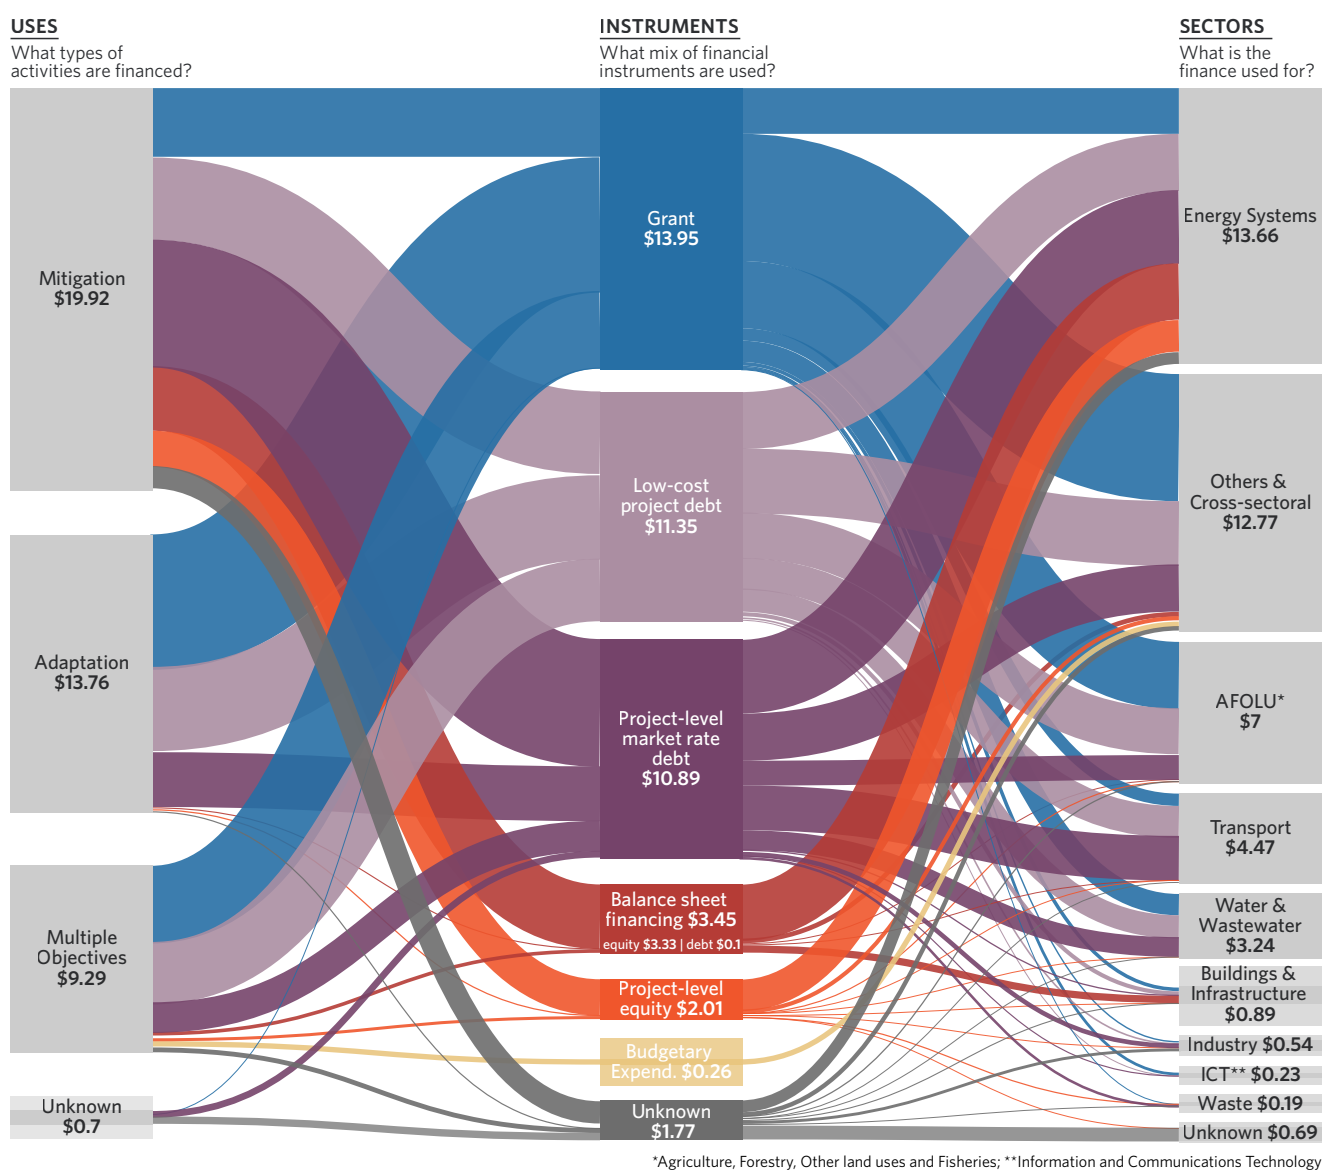 USES
What types of
activities are financed?
INSTRUMENTS
What mix of financial
instruments are used?
SECTORS
What is the
finance used for?
Mitigation
$19.92
Adaptation
$13.76
Multiple
Objectives
$9.29
Unknown
$0.7
Grant
$13.95
Low-cost
project debt
$11.35
Project-level
market rate
debt
$10.89
Balance sheet
financing $3.45
equity $3.33 | debt $0.1
Project-level
equity $2.01
Budgetary
Expend. $0.26
Unknown
$1.77
Energy Systems
$13.66
Others &
Cross-sectoral
$12.77
AFOLU*
$7
Transport
$4.47
Water &
Wastewater
$3.24
Buildings &
Infrastructure
$0.89
Industry $0.54
ICT** $0.23
Waste $0.19
Unknown $0.69
*Agriculture, Forestry, Other land uses and Fisheries; **Information and Communications Technology